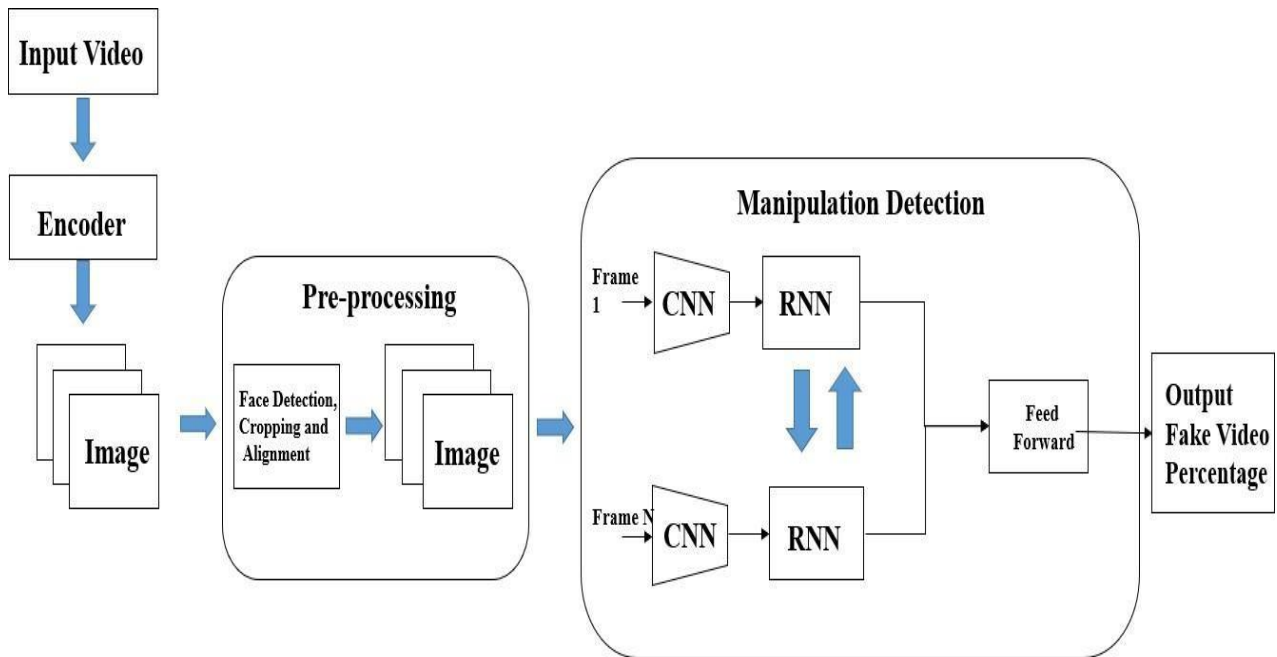 Input Video
Encoder
Image
Pre-processing
Face Detection,
Cropping and
Alignment
Image
Manipulation Detection
Frame
1
CNN
RNN
Frame N
CNN
RNN
Feed
Forward
Output
Fake Video
Percentage